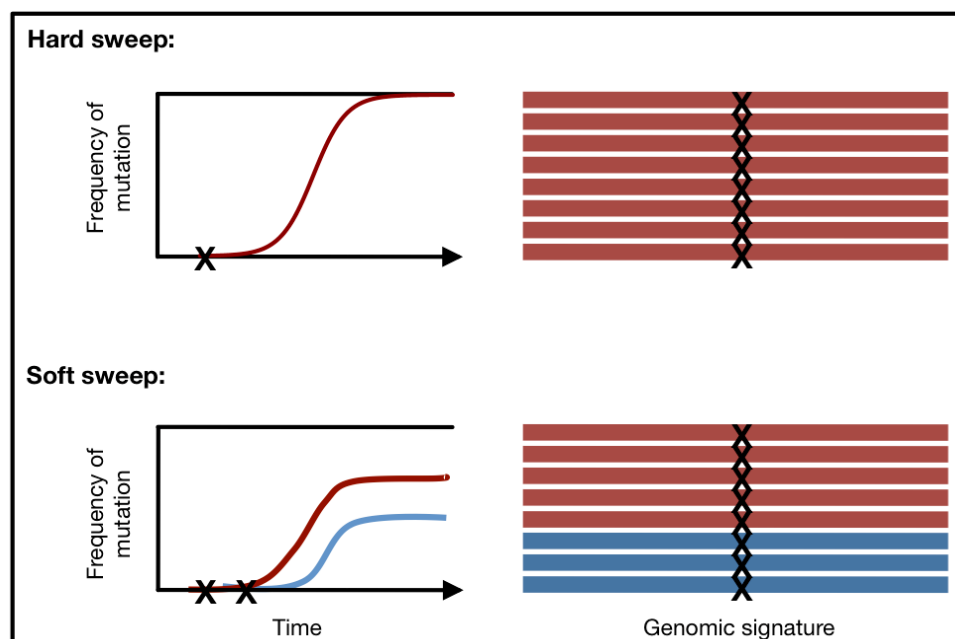 Hard sweep:
Frequency of
mutation
X
Soft sweep:
Frequency of
mutation
X X
Time
Genomic signature